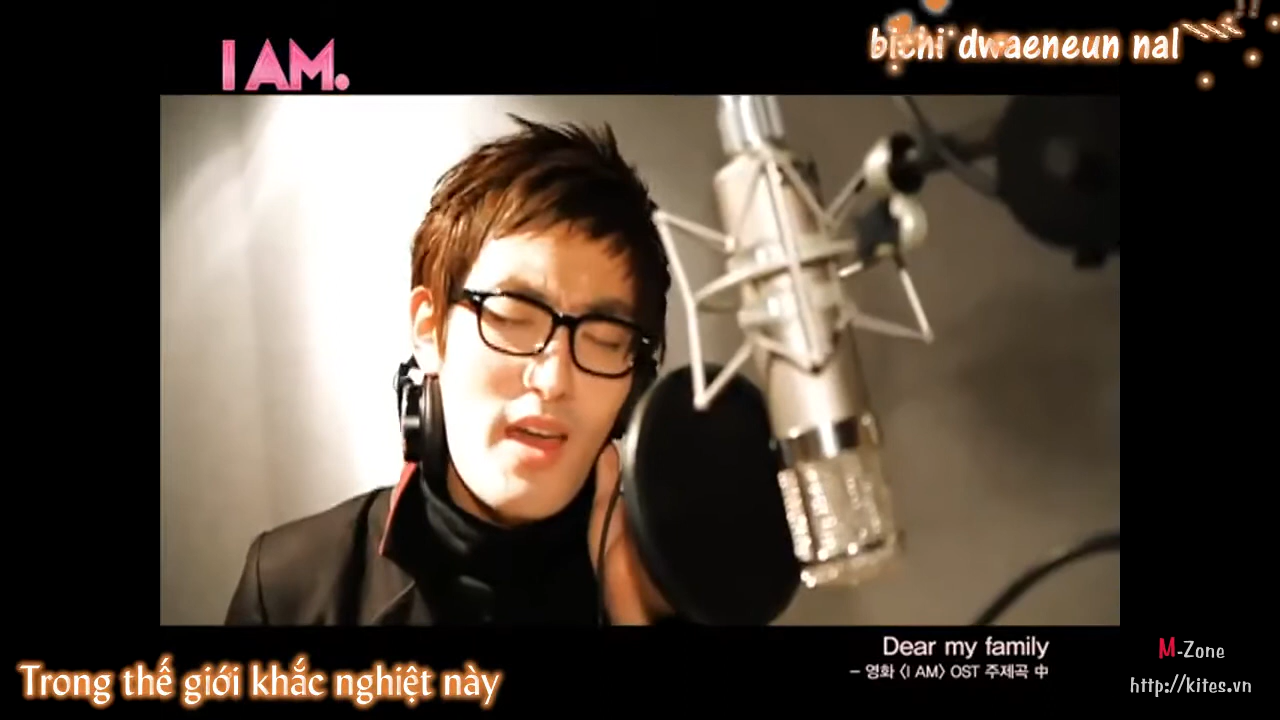 bichi dwaeneun nal
I AM.
Dear my family
- 영화 〈I AM〉 OST 주제곡 中
M-Zone
http://kites.vn
Trong thế giới khắc nghiệt này